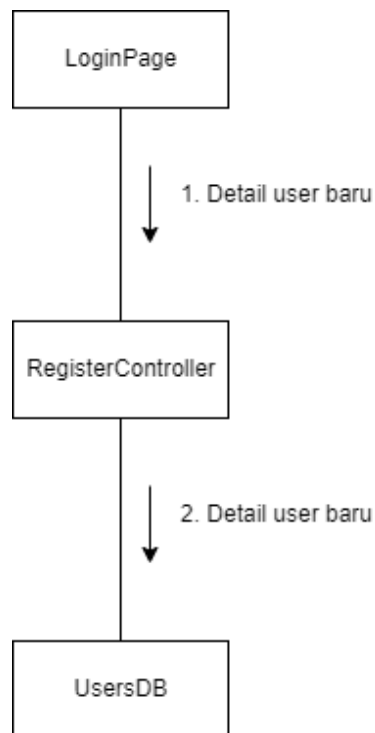 LoginPage
1. Detail user baru
RegisterController
2. Detail user baru
UsersDB